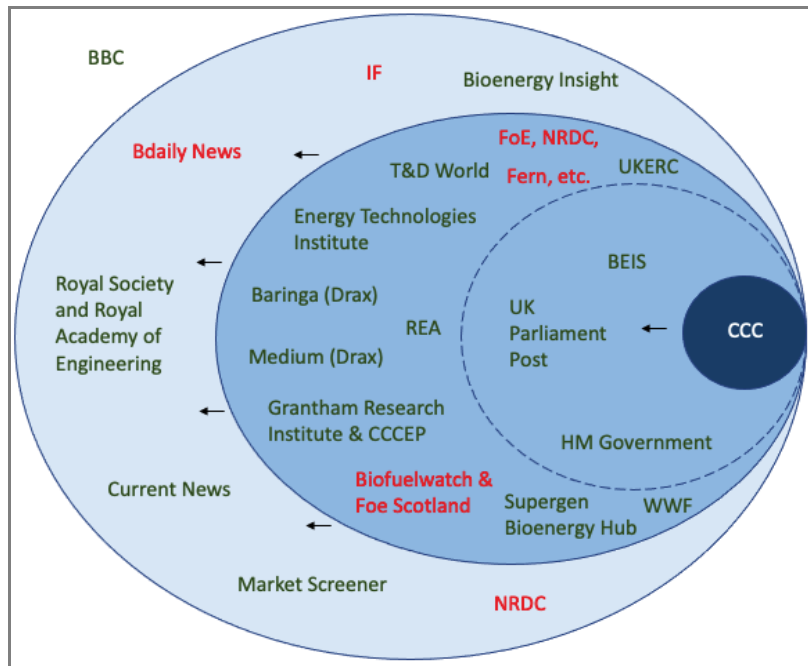 BBC
IF
Bioenergy Insight
Bdaily News
FoE, NRDC,
Fern, etc.
T&D World
UKERC
Energy Technologies
Institute
BEIS
Royal Society
and Royal
Academy of
Engineering
Baringa (Drax)
REA
UK
Parliament
Post
CCC
Medium (Drax)
Grantham Research
Institute & CCCEP
HM Government
Biofuelwatch &
Foe Scotland
Current News
Supergen
Bioenergy Hub
WWF
Market Screener
NRDC